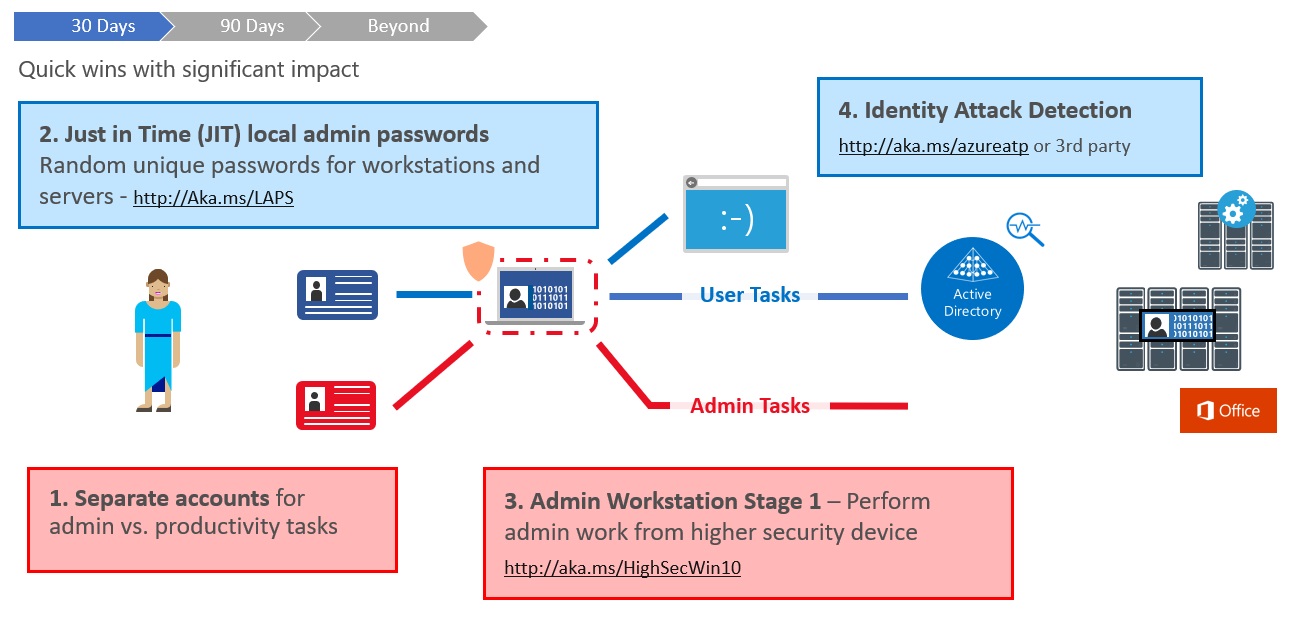 30 Days
90 Days
Beyond
Quick wins with significant impact
2. Just in Time (JIT) local admin passwords
Random unique passwords for workstations and
servers - http://Aka.ms/LAPS
4. Identity Attack Detection
http://aka.ms/azureatp or 3rd party
:-)
1010101
0111011
1010101
User Tasks
Active
Directory
1010101
1011101
0101010
Admin Tasks
Office
1. Separate accounts for
admin vs. productivity tasks
3. Admin Workstation Stage 1 – Perform
admin work from higher security device
http://aka.ms/HighSecWin10